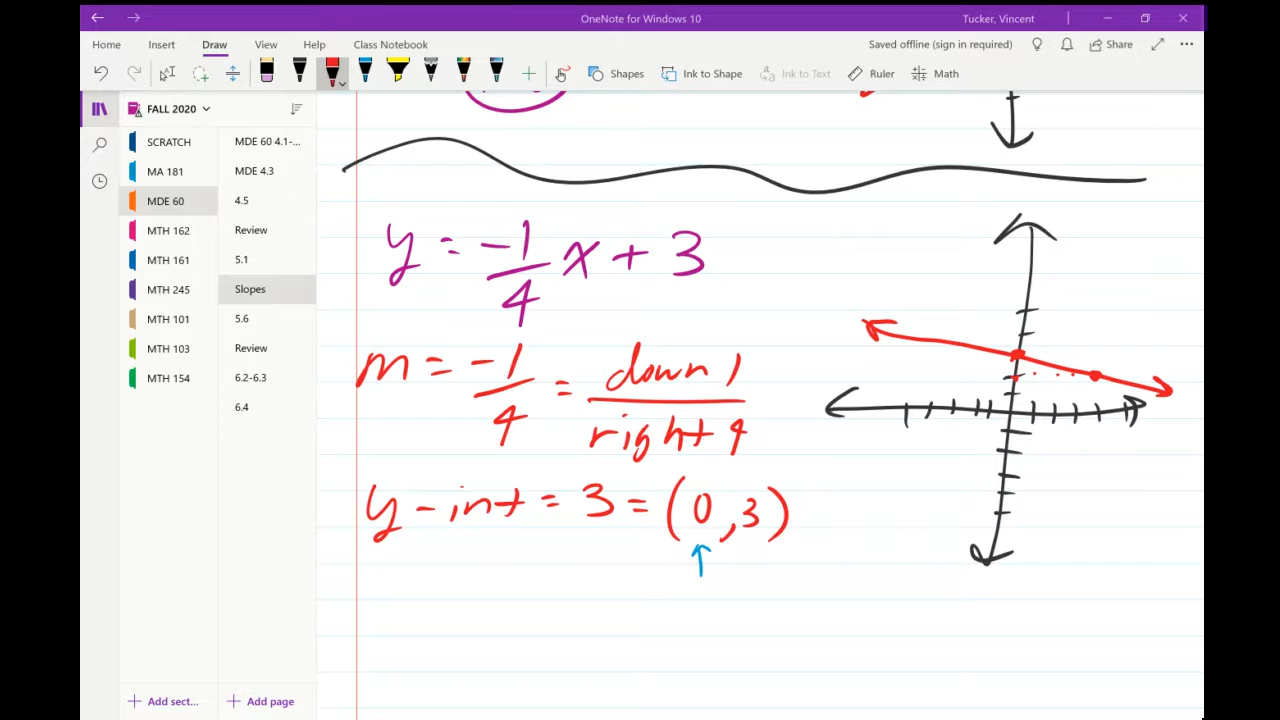 OneNote for Windows 10
Tucker, Vincent
Home Insert Draw View Help Class Notebook
Saved offline (sign in required)
Share
Shapes
Ink to Shape
Ink to Text
Ruler
Math
FALL 2020
SCRATCH
MA 181
MDE 60
MTH 162
MTH 161
MTH 245
MTH 101
MTH 103
MTH 154
Add sect...
MDE 60 4.1-...
MDE 4.3
4.5
Review
5.1
Slopes
5.6
Review
6.2-6.3
6.4
Add page
y = -1/4 x + 3
m = -1/4 = down 1/right 4
y-int = 3 = (0,3)